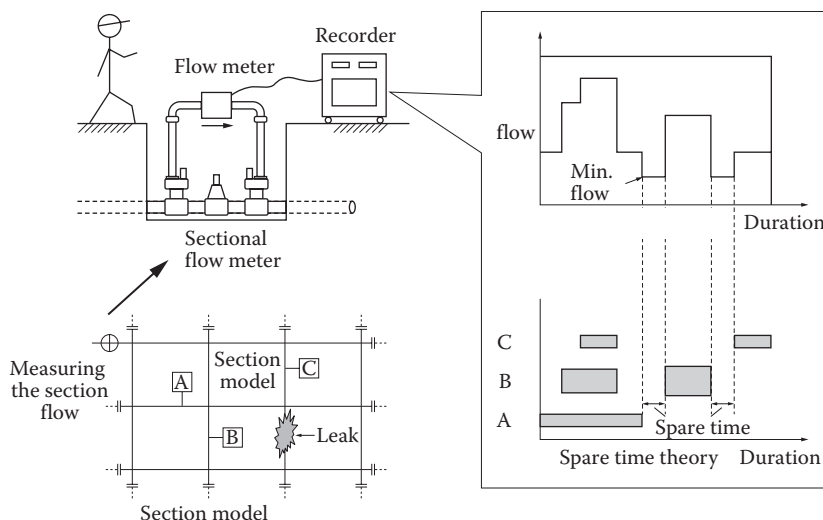 Recorder
Flow meter
Sectional
flow meter
Measuring
the section
flow
A
Section
model
C
B
Leak
Section model
flow
Min.
flow
Duration
C
B
A
Spare time
Spare time theory
Duration